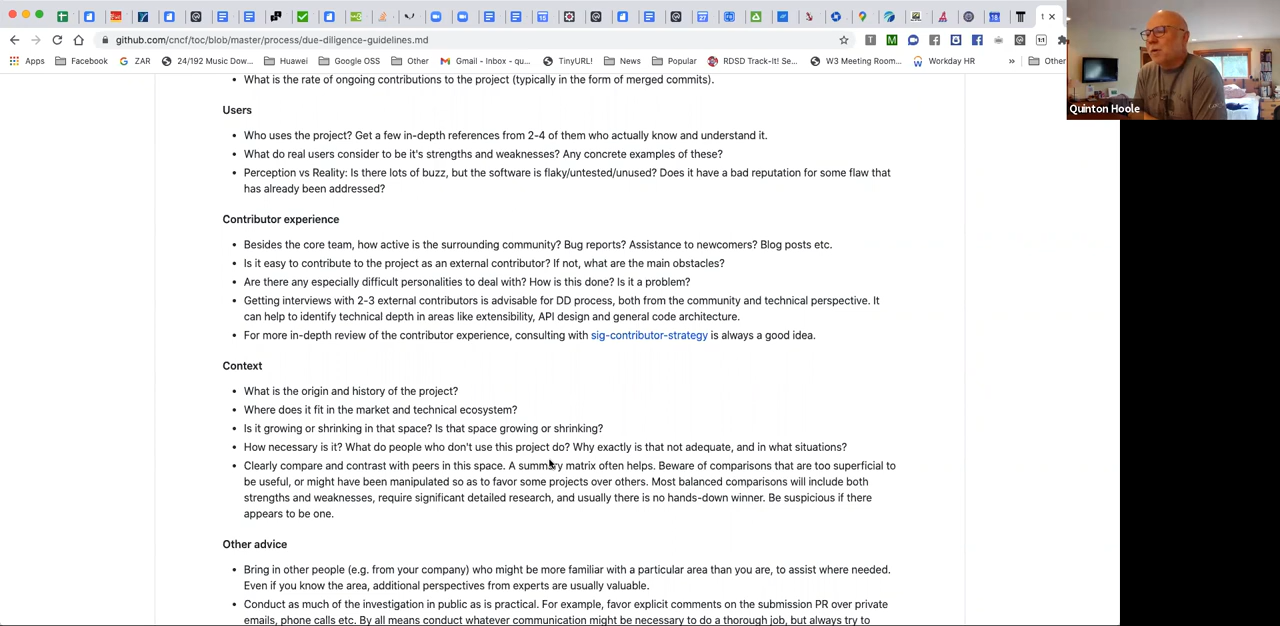 1
github.com/cncf/toc/blob/master/process/due-diligence-guidelines.md
Apps Facebook ZAR 24/192 Music Dow... Huawei Google OSS Other Gmail - Inbox - qu... TinyURL! News Popular RDSD Track-It! Se... W3 Meeting Room... Workday HR » Other
What is the rate of ongoing contributions to the project (typically in the form of merged commits).
Users
Who uses the project? Get a few in-depth references from 2-4 of them who actually know and understand it.
What do real users consider to be it's strengths and weaknesses? Any concrete examples of these?
Perception vs Reality: Is there lots of buzz, but the software is flaky/untested/unused? Does it have a bad reputation for some flaw that
has already been addressed?
Contributor experience
Besides the core team, how active is the surrounding community? Bug reports? Assistance to newcomers? Blog posts etc.
Is it easy to contribute to the project as an external contributor? If not, what are the main obstacles?
Are there any especially difficult personalities to deal with? How is this done? Is it a problem?
Getting interviews with 2-3 external contributors is advisable for DD process, both from the community and technical perspective. It
can help to identify technical depth in areas like extensibility, API design and general code architecture.
For more in-depth review of the contributor experience, consulting with sig-contributor-strategy is always a good idea.
Context
What is the origin and history of the project?
Where does it fit in the market and technical ecosystem?
Is it growing or shrinking in that space? Is that space growing or shrinking?
How necessary is it? What do people who don't use this project do? Why exactly is that not adequate, and in what situations?
Clearly compare and contrast with peers in this space. A summary matrix often helps. Beware of comparisons that are too superficial to
be useful, or might have been manipulated so as to favor some projects over others. Most balanced comparisons will include both
strengths and weaknesses, require significant detailed research, and usually there is no hands-down winner. Be suspicious if there
appears to be one.
Other advice
Bring in other people (e.g. from your company) who might be more familiar with a particular area than you are, to assist where needed.
Even if you know the area, additional perspectives from experts are usually valuable.
Conduct as much of the investigation in public as is practical. For example, favor explicit comments on the submission PR over private
emails, phone calls etc. By all means conduct whatever communication might be necessary to do a thorough job, but always try to
Quinton Hoole